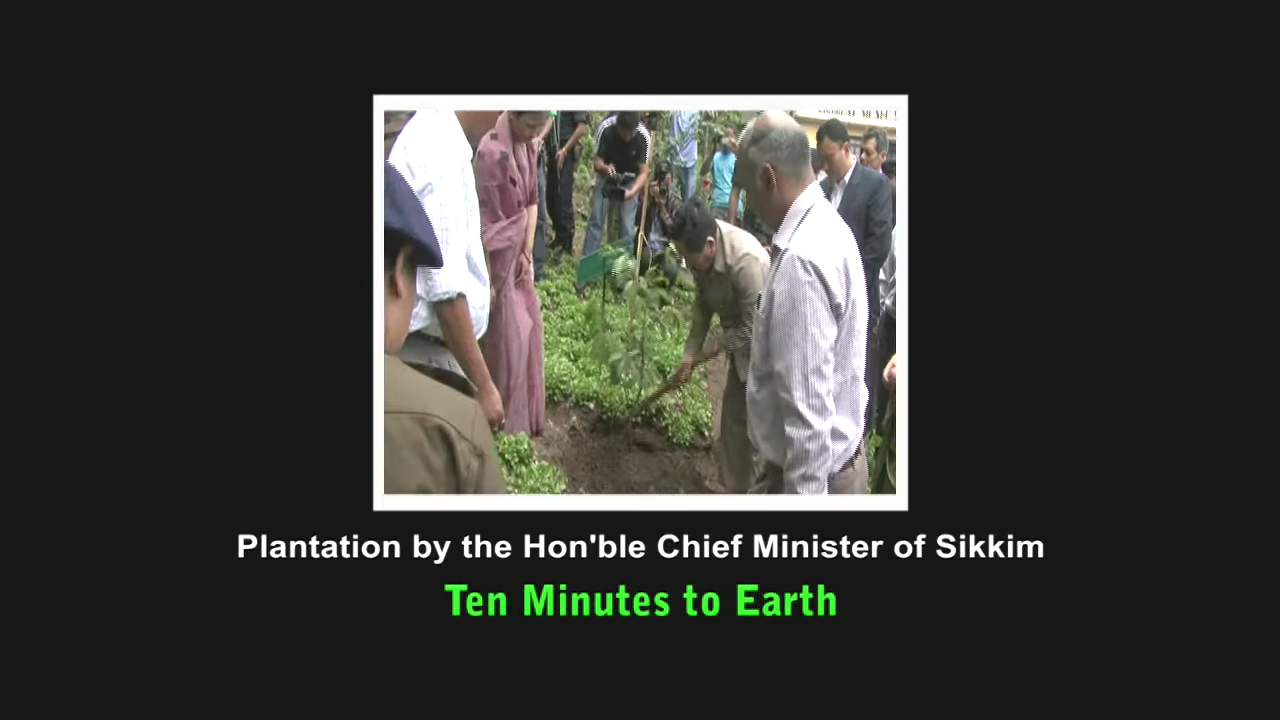 Plantation by the Hon'ble Chief Minister of Sikkim
Ten Minutes to Earth